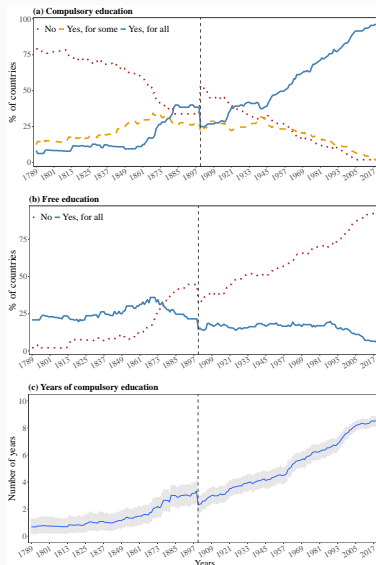 (a) Compulsory education
No Yes, for some Yes, for all
% of countries
100
75
50
25
0
1789 1801 1813 1825 1837 1849 1861 1873 1885 1897 1909 1921 1933 1945 1957 1969 1981 1993 2005 2017
(b) Free education
No Yes, for all
% of countries
75
50
25
0
1789 1801 1813 1825 1837 1849 1861 1873 1885 1897 1909 1921 1933 1945 1957 1969 1981 1993 2005 2017
(c) Years of compulsory education
Number of years
10
8
6
4
2
0
1789 1801 1813 1825 1837 1849 1861 1873 1885 1897 1909 1921 1933 1945 1957 1969 1981 1993 2005 2017
Years